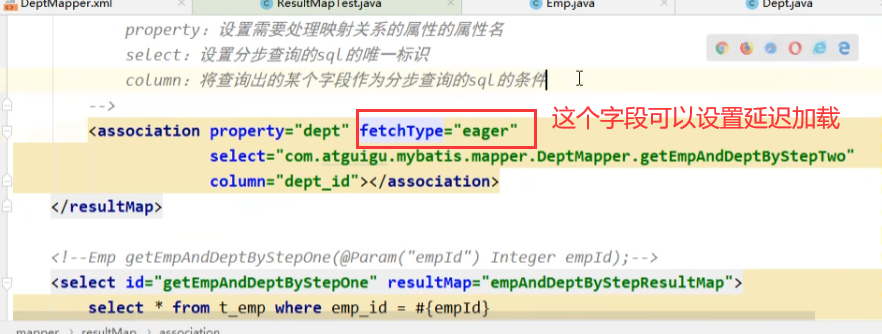 DeptMapper.xml ResultMapTest.java Emp.java Dept.java
property：设置需要处理映射关系的属性的属性名
select：设置分步查询的sql的唯一标识
column：将查询出的某个字段作为分步查询的sql的条件
-->
<association property="dept" fetchType="eager" 这个字段可以设置延迟加载
select="com.atguigu.mybatis.mapper.DeptMapper.getEmpAndDeptByStepTwo"
column="dept_id"></association>
</resultMap>
<!--Emp getEmpAndDeptByStepOne(@Param("empId") Integer empId);-->
<select id="getEmpAndDeptByStepOne" resultMap="empAndDeptByStepResultMap">
select * from t_emp where emp_id = #{empId}
mapper resultMap association